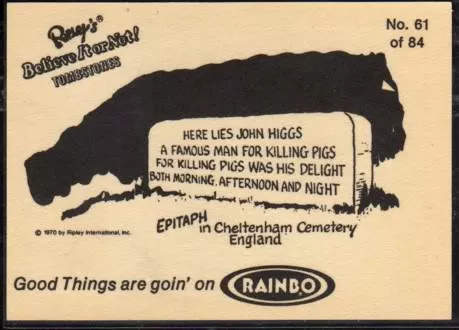 Ripley's®
Believe It or Not!
TOMBSTONES
No. 61
of 84
HERE LIES JOHN HIGGS
A FAMOUS MAN FOR KILLING PIGS
FOR KILLING PIGS WAS HIS DELIGHT
BOTH MORNING, AFTERNOON AND NIGHT
EPITAPH in Cheltenham Cemetery
England
© 1970 by Ripley International, Inc.
Good Things are goin' on RAINBO